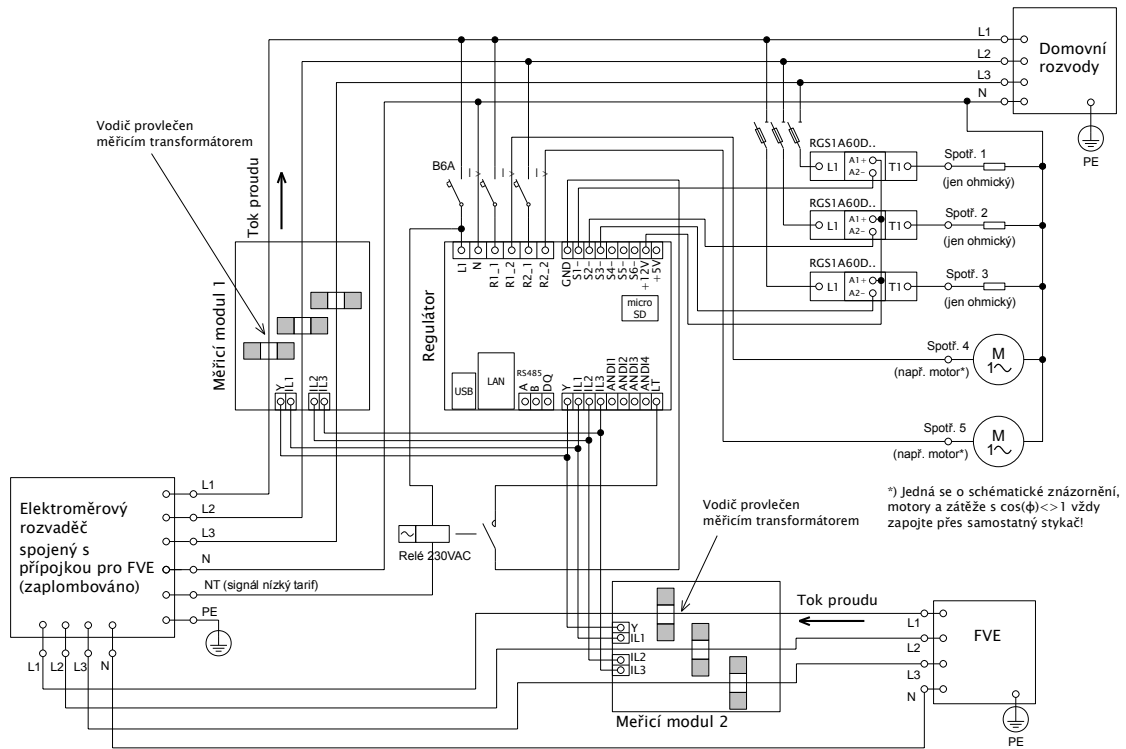 L1
L2
L3
N
Domovní
rozvody
PE
Vodič provlečen
měřicím transformátorem
Tok proudu
B6A
I >
I >
I >
RGS1A60D..
L1
A1+
A2-
T1
Spotř. 1
(jen ohmický)
RGS1A60D..
L1
A1+
A2-
T1
Spotř. 2
(jen ohmický)
RGS1A60D..
L1
A1+
A2-
T1
Spotř. 3
(jen ohmický)
Měřicí modul 1
Y
IL1
IL2
IL3
Regulátor
L1
N
R1_1
R1_2
R2_1
R2_2
GND
S1-
S2-
S3-
S4-
S5-
S6-
+12V
+5V
micro
SD
USB
LAN
RS485
A
B
DQ
Y
IL1
IL2
IL3
ANDI1
ANDI2
ANDI3
ANDI4
LT
Spotř. 4
(např. motor*)
M
1~
Spotř. 5
(např. motor*)
M
1~
*) Jedná se o schématické znázornění,
motory a zátěže s cos(ϕ)<>1 vždy
zapojte přes samostatný stykač!
Elektroměrový
rozvaděč
spojený s
přípojkou pro FVE
(zaplombováno)
L1
L2
L3
N
NT (signál nízký tarif)
PE
L1
L2
L3
N
Relé 230VAC
Vodič provlečen
měřicím transformátorem
Y
IL1
IL2
IL3
Meřicí modul 2
Tok proudu
L1
L2
L3
N
FVE
PE